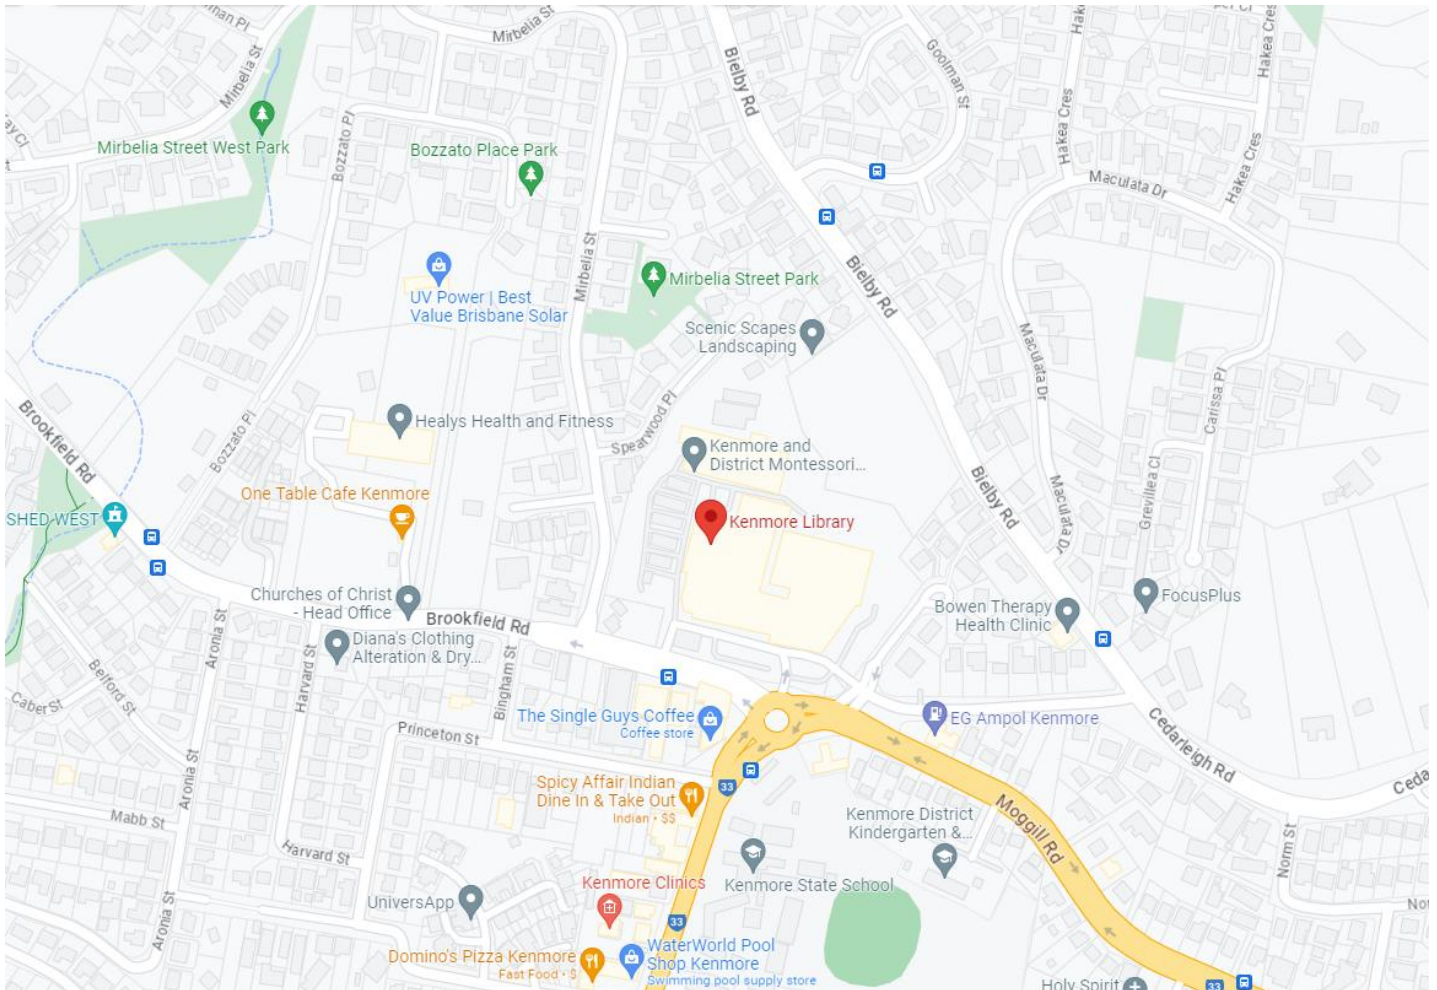 Mirbelia St
Mirbelia St
Bielby Rd
Goolman St
Hakea Cres
Hakea Cres
Mirbelia Street West Park
Bozzato Pl
Bozzato Place Park
Hakea Cres
Maculata Dr
Mirbelia St
UV Power | Best
Value Brisbane Solar
Mirbelia Street Park
Bielby Rd
Scenic Scapes
Landscaping
Maculata Dr
Carissa Pl
Brookfield Rd
Bozzato Pl
Healys Health and Fitness
Spearwood Pl
Kenmore and
District Montessori...
Bielby Rd
Maculata Dr
Grevillea Cl
One Table Cafe Kenmore
SHED WEST
Kenmore Library
Churches of Christ
- Head Office
Brookfield Rd
Bowen Therapy
Health Clinic
FocusPlus
Diana's Clothing
Alteration & Dry...
Aronia St
Belford St
Harvard St
Bingham St
Caber St
The Single Guys Coffee
Coffee store
EG Ampol Kenmore
Cedarleigh Rd
Princeton St
Aronia St
Spicy Affair Indian
Dine In & Take Out
Indian • $$
33
Mabb St
Harvard St
Kenmore District
Kindergarten &...
Moggill Rd
Norm St
Kenmore State School
Kenmore Clinics
UniversApp
Aronia St
33
Domino's Pizza Kenmore
Fast Food • $
WaterWorld Pool
Shop Kenmore
Swimming pool supply store
Holy Spirit
33